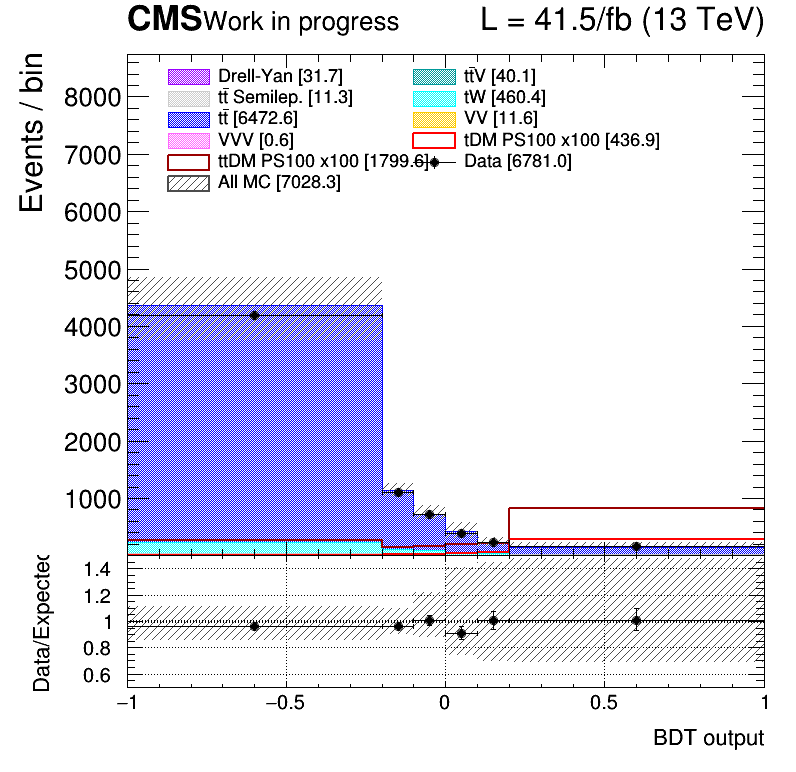 CMS Work in progress L = 41.5/fb (13 TeV)
Events / bin
Drell-Yan [31.7] tt̄V [40.1]
tt̄ Semilep. [11.3] tW [460.4]
tt̄ [6472.6] VV [11.6]
VVV [0.6] tDM PS100 x100 [436.9]
ttDM PS100 x100 [1799.6] Data [6781.0]
All MC [7028.3]
8000
7000
6000
5000
4000
3000
2000
1000
Data/Expected
1.4
1.2
1
0.8
0.6
−1 −0.5 0 0.5 1
BDT output